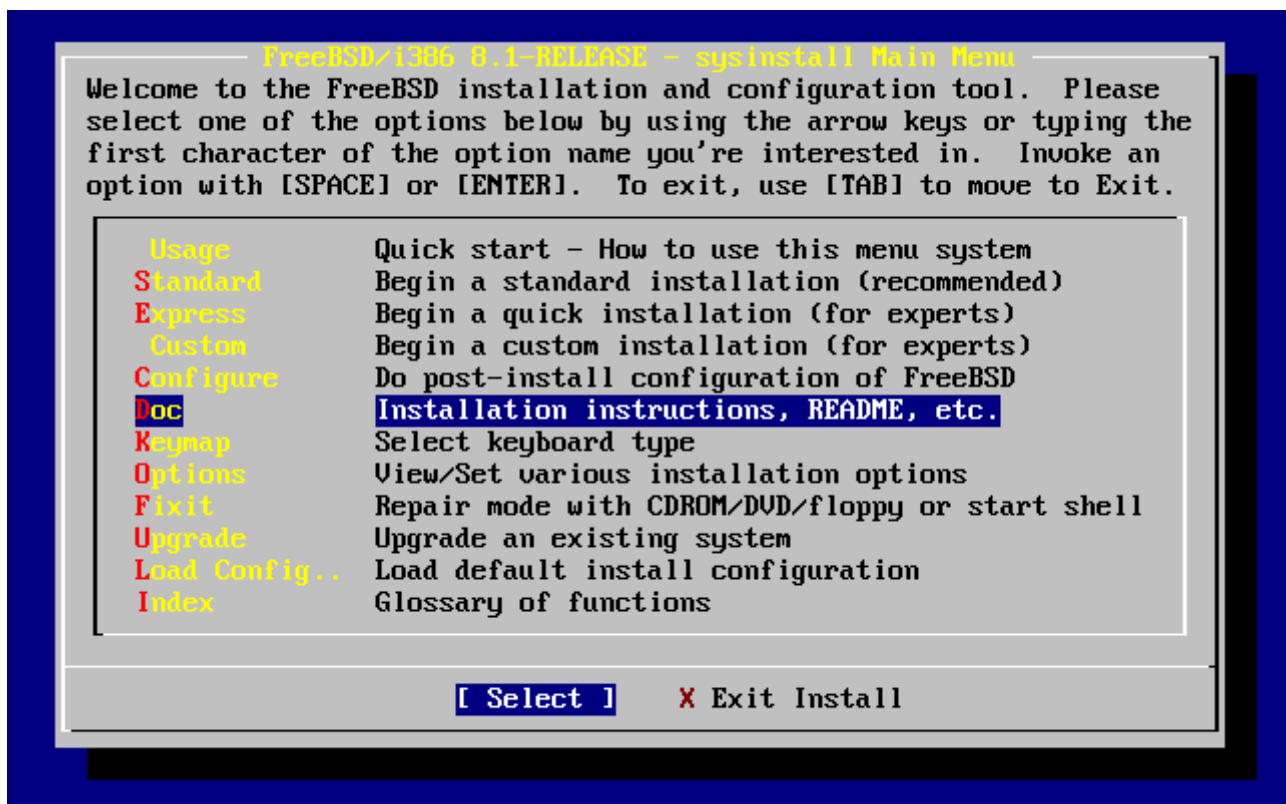 FreeBSD/i386 8.1-RELEASE - sysinstall Main Menu
Welcome to the FreeBSD installation and configuration tool.  Please
select one of the options below by using the arrow keys or typing the
first character of the option name you're interested in.  Invoke an
option with [SPACE] or [ENTER].  To exit, use [TAB] to move to Exit.
Usage Quick start - How to use this menu system
Standard Begin a standard installation (recommended)
Express Begin a quick installation (for experts)
Custom Begin a custom installation (for experts)
Configure Do post-install configuration of FreeBSD
Doc Installation instructions, README, etc.
Keymap Select keyboard type
Options View/Set various installation options
Fixit Repair mode with CDROM/DVD/floppy or start shell
Upgrade Upgrade an existing system
Load Config.. Load default install configuration
Index Glossary of functions
[ Select ] X Exit Install